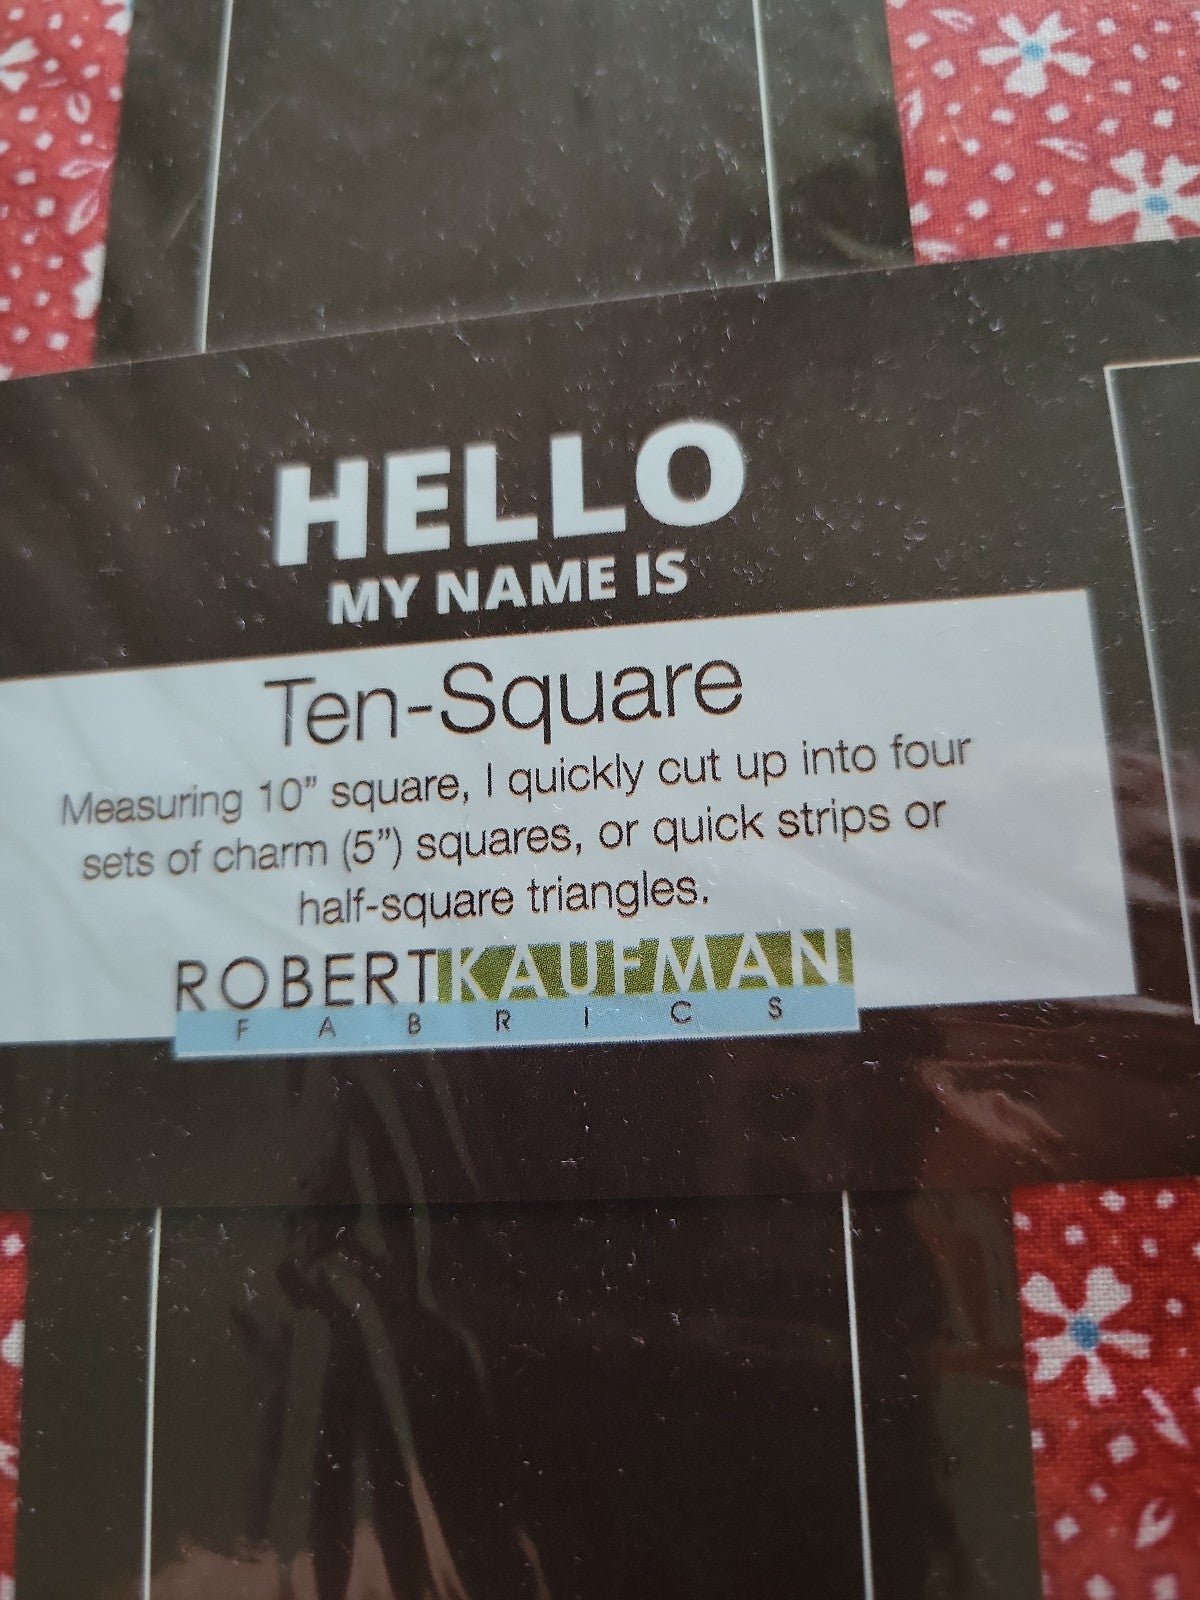 HELLO
MY NAME IS
Ten-Square
Measuring 10” square, I quickly cut up into four
sets of charm (5”) squares, or quick strips or
half-square triangles.
ROBERTKAUFMAN
FABRICS